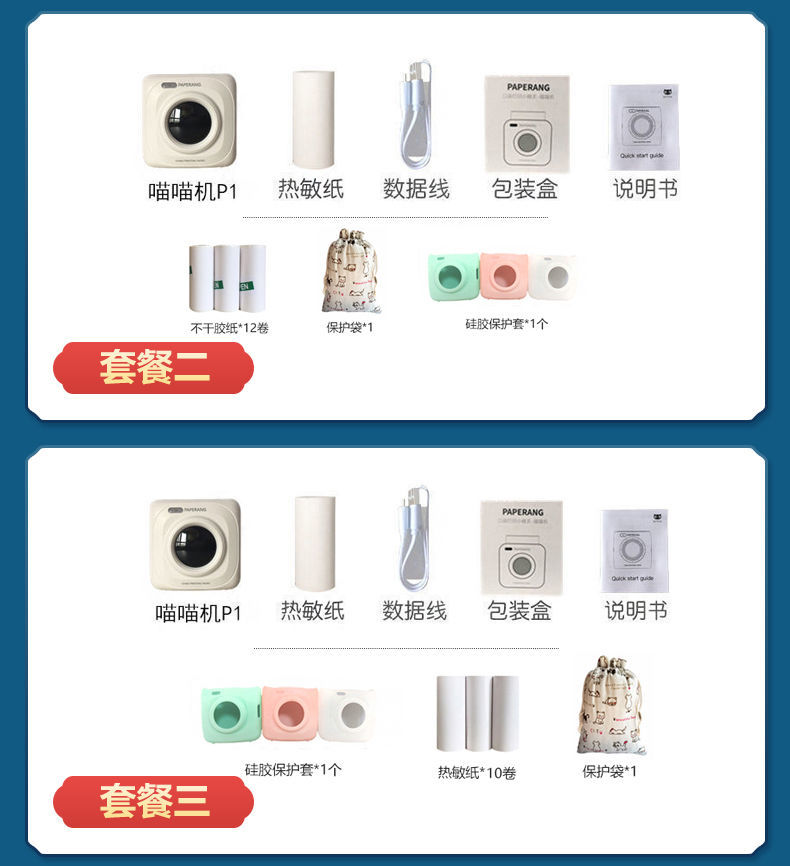 PAPERANG
PAPERANG
Quick start guide
喵喵机P1
热敏纸
数据线
包装盒
说明书
不干胶纸*12卷
保护袋*1
硅胶保护套*1个
套餐二
PAPERANG
PAPERANG
Quick start guide
喵喵机P1
热敏纸
数据线
包装盒
说明书
硅胶保护套*1个
热敏纸*10卷
保护袋*1
套餐三